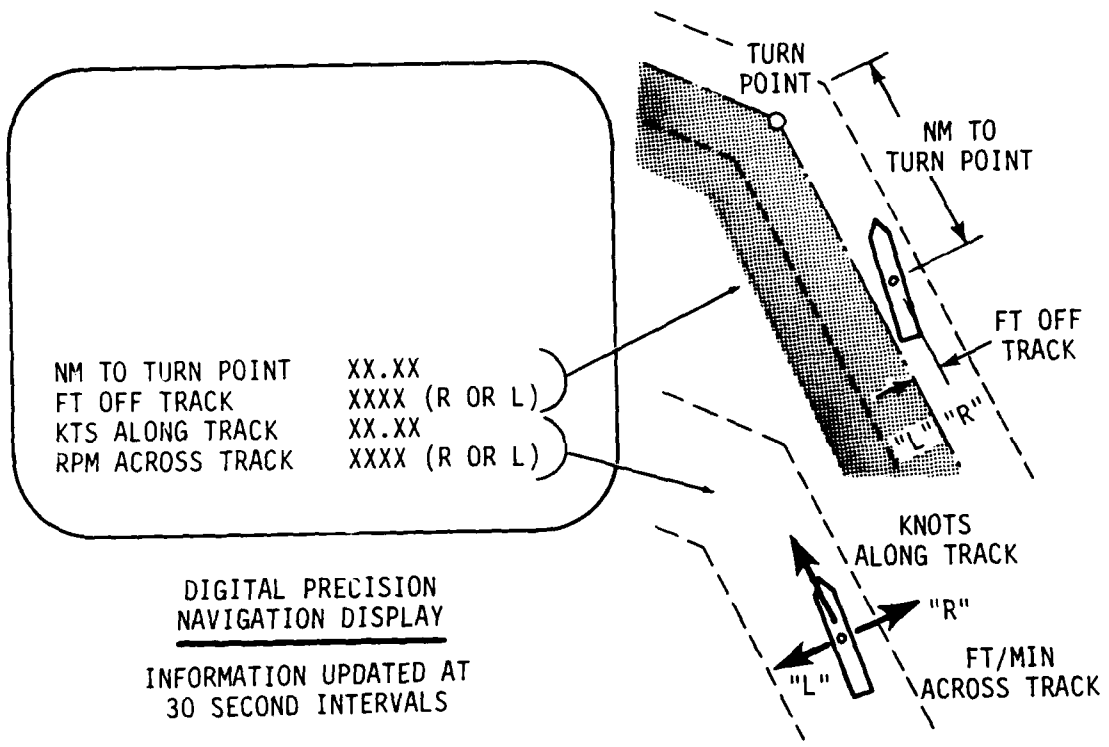 NM TO TURN POINT XX.XX
FT OFF TRACK XXXX (R OR L)
KTS ALONG TRACK XX.XX
RPM ACROSS TRACK XXXX (R OR L)
DIGITAL PRECISION
NAVIGATION DISPLAY
INFORMATION UPDATED AT
30 SECOND INTERVALS
TURN
POINT
NM TO
TURN POINT
FT OFF
TRACK
"L" "R"
KNOTS
ALONG TRACK
"R"
"L"
FT/MIN
ACROSS TRACK